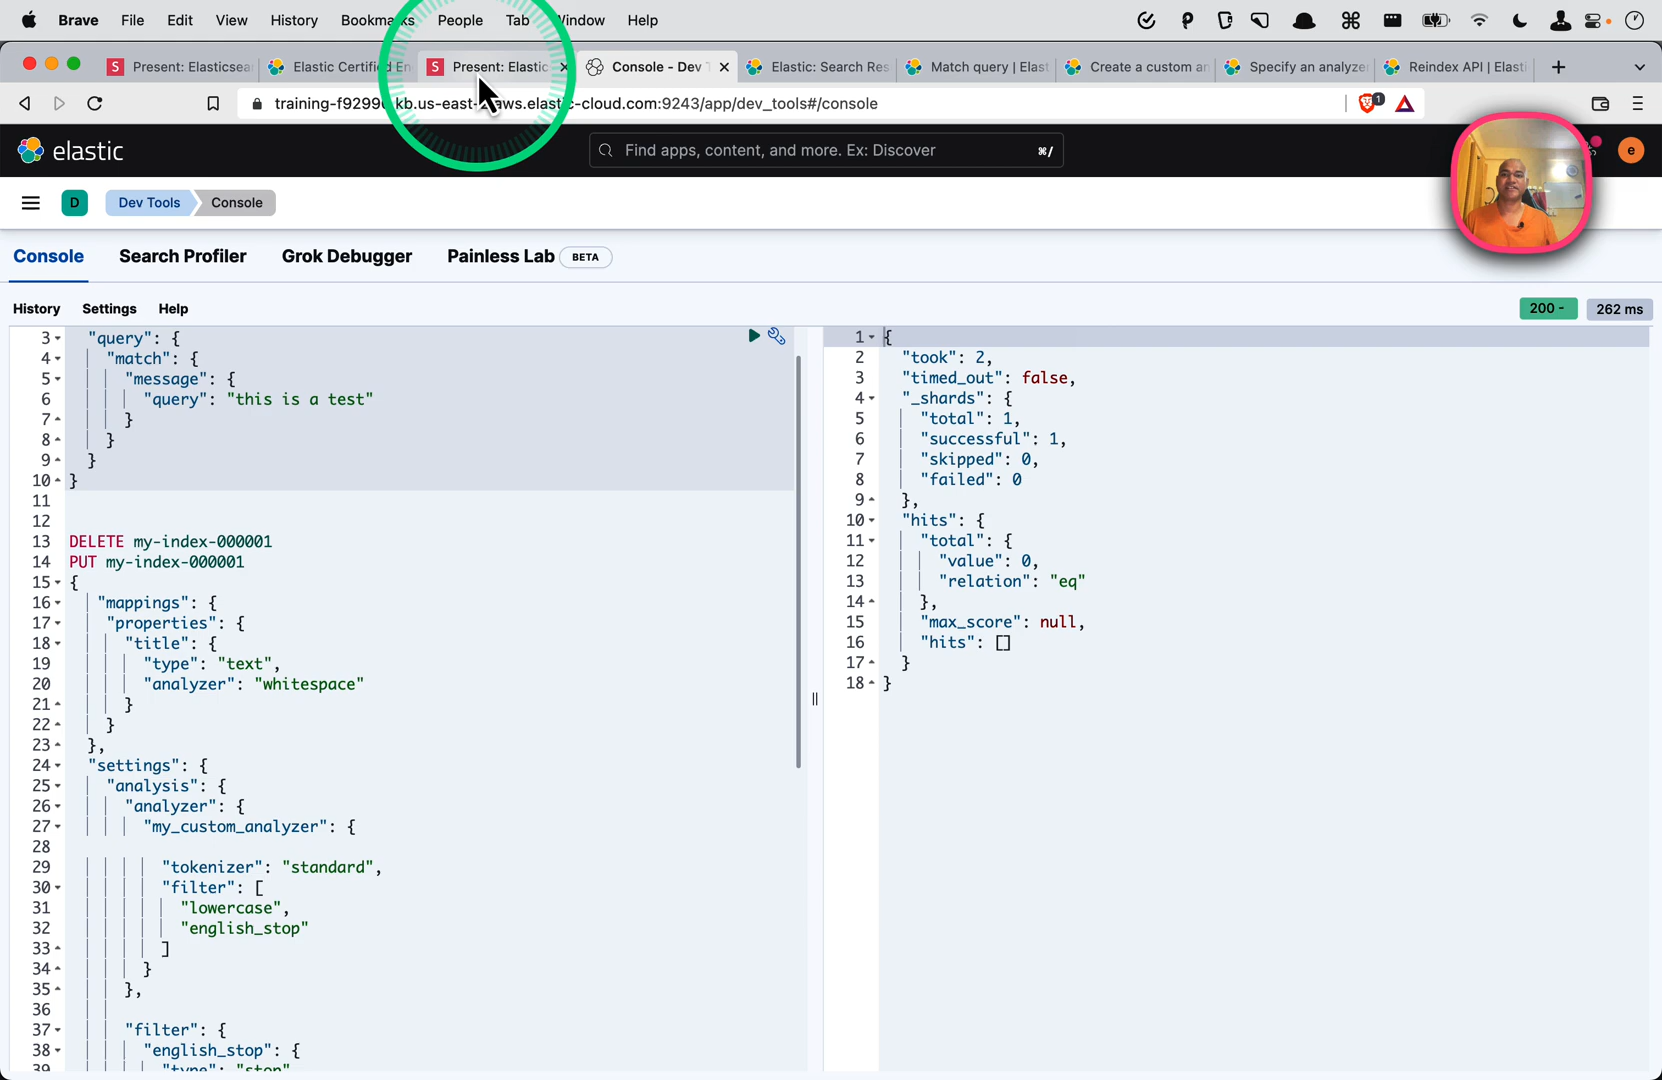 Brave File Edit View History Bookmarks People Tab Window Help
Present: Elasticsear
Elastic Certified En
Present: Elastic
Console - Dev T
Elastic: Search Res
Match query | Elast
Create a custom an
Specify an analyzer
Reindex API | Elasti
training-f9299 kb.us-east- aws.elastic-cloud.com:9243/app/dev_tools#/console
1
elastic
Find apps, content, and more. Ex: Discover
⌘/
e
D
Dev Tools
Console
Console Search Profiler Grok Debugger Painless Lab BETA
History Settings Help
200 -
262 ms
3 "query": {
4 "match": {
5 "message": {
6 "query": "this is a test"
7 }
8 }
9 }
10 }
11
12
13 DELETE my-index-000001
14 PUT my-index-000001
15 {
16 "mappings": {
17 "properties": {
18 "title": {
19 "type": "text",
20 "analyzer": "whitespace"
21 }
22 }
23 },
24 "settings": {
25 "analysis": {
26 "analyzer": {
27 "my_custom_analyzer": {
28
29 "tokenizer": "standard",
30 "filter": [
31 "lowercase",
32 "english_stop"
33 ]
34 }
35 },
36
37 "filter": {
38 "english_stop": {
39 "type": "stop"
1 {
2 "took": 2,
3 "timed_out": false,
4 "_shards": {
5 "total": 1,
6 "successful": 1,
7 "skipped": 0,
8 "failed": 0
9 },
10 "hits": {
11 "total": {
12 "value": 0,
13 "relation": "eq"
14 },
15 "max_score": null,
16 "hits": []
17 }
18 }